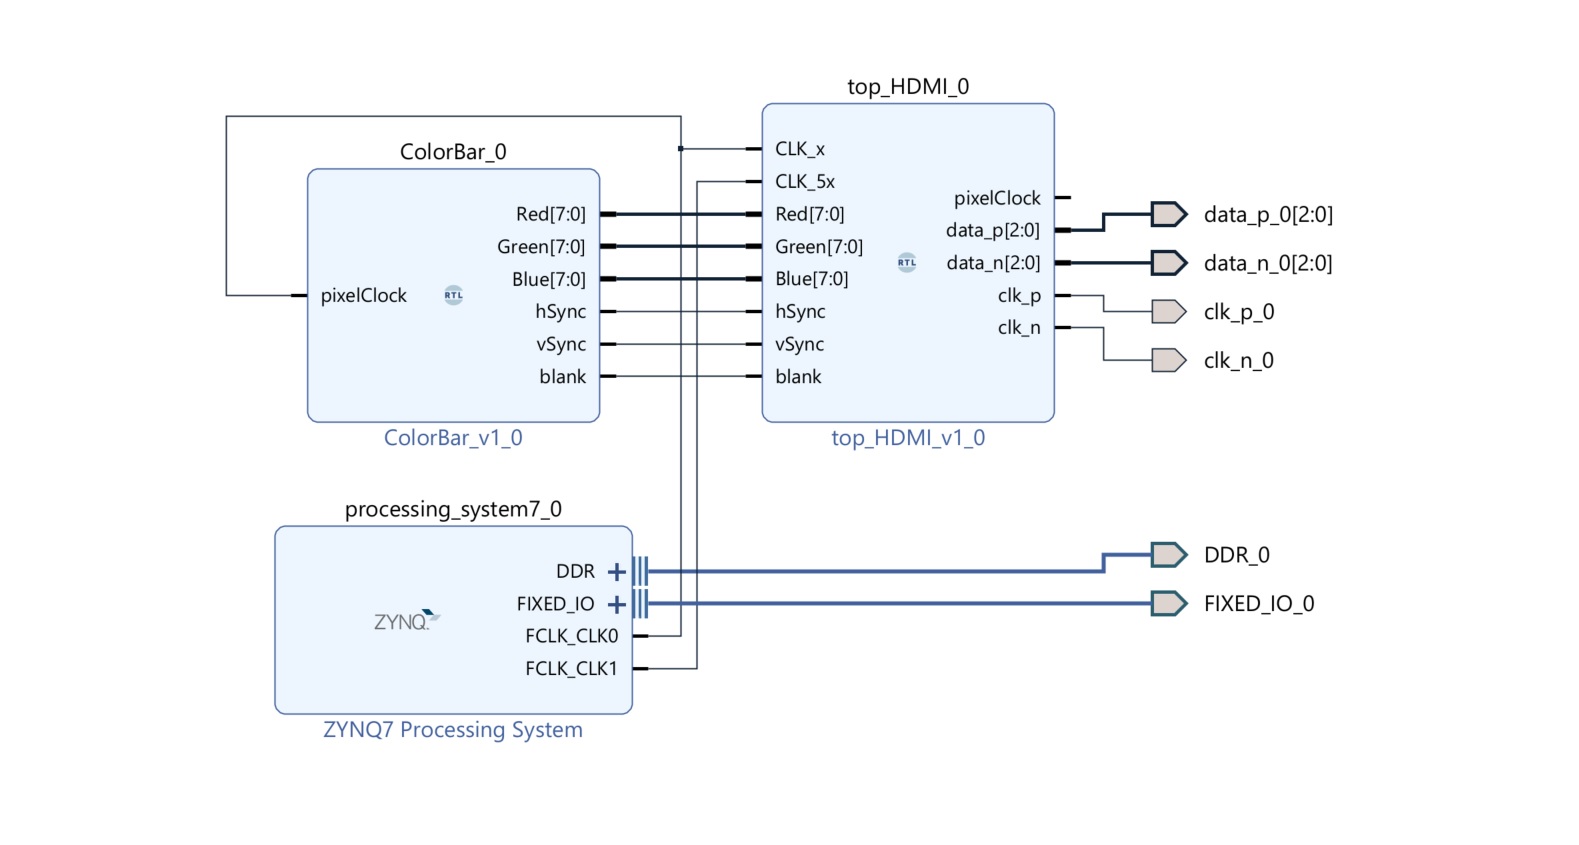 top_HDMI_0
ColorBar_0
CLK_x
CLK_5x
Red[7:0]
Green[7:0]
Blue[7:0]
hSync
vSync
blank
pixelClock
RTL
Red[7:0]
Green[7:0]
Blue[7:0]
hSync
vSync
blank
RTL
pixelClock
data_p[2:0]
data_n[2:0]
clk_p
clk_n
data_p_0[2:0]
data_n_0[2:0]
clk_p_0
clk_n_0
ColorBar_v1_0
top_HDMI_v1_0
processing_system7_0
ZYNQ.
DDR
FIXED_IO
FCLK_CLK0
FCLK_CLK1
DDR_0
FIXED_IO_0
ZYNQ7 Processing System